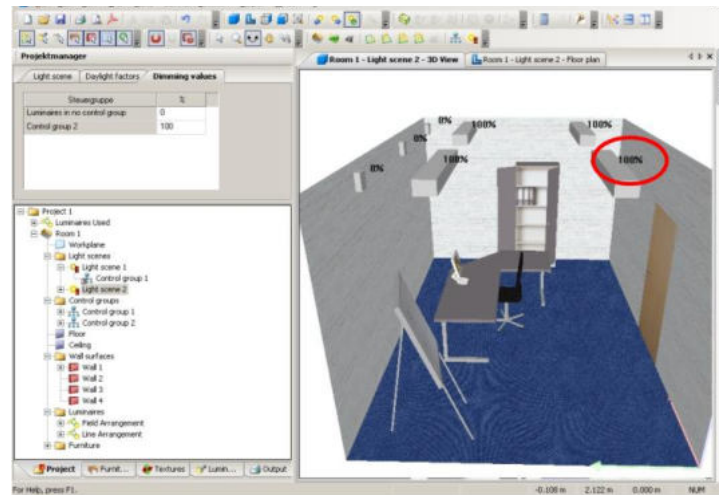 Projektmanager
Light scene
Daylight factors
Dimming values
Steuergruppe
%
Luminaires in no control group
0
Control group 2
100
Project 1
Luminaires Used
Room 1
Workplane
Light scenes
Light scene 1
Control group 1
Light scene 2
Control groups
Control group 1
Control group 2
Floor
Ceiling
Wall surfaces
Wall 1
Wall 2
Wall 3
Wall 4
Luminaires
Field Arrangement
Line Arrangement
Furniture
Project
Furnit...
Textures
Lumin...
Output
Room 1 - Light scene 2 - 3D View
Room 1 - Light scene 2 - Floor plan
0%
100%
100%
0%
0%
100%
100%
For Help, press F1.
-0.108 m
2.122 m
0.000 m
NUM